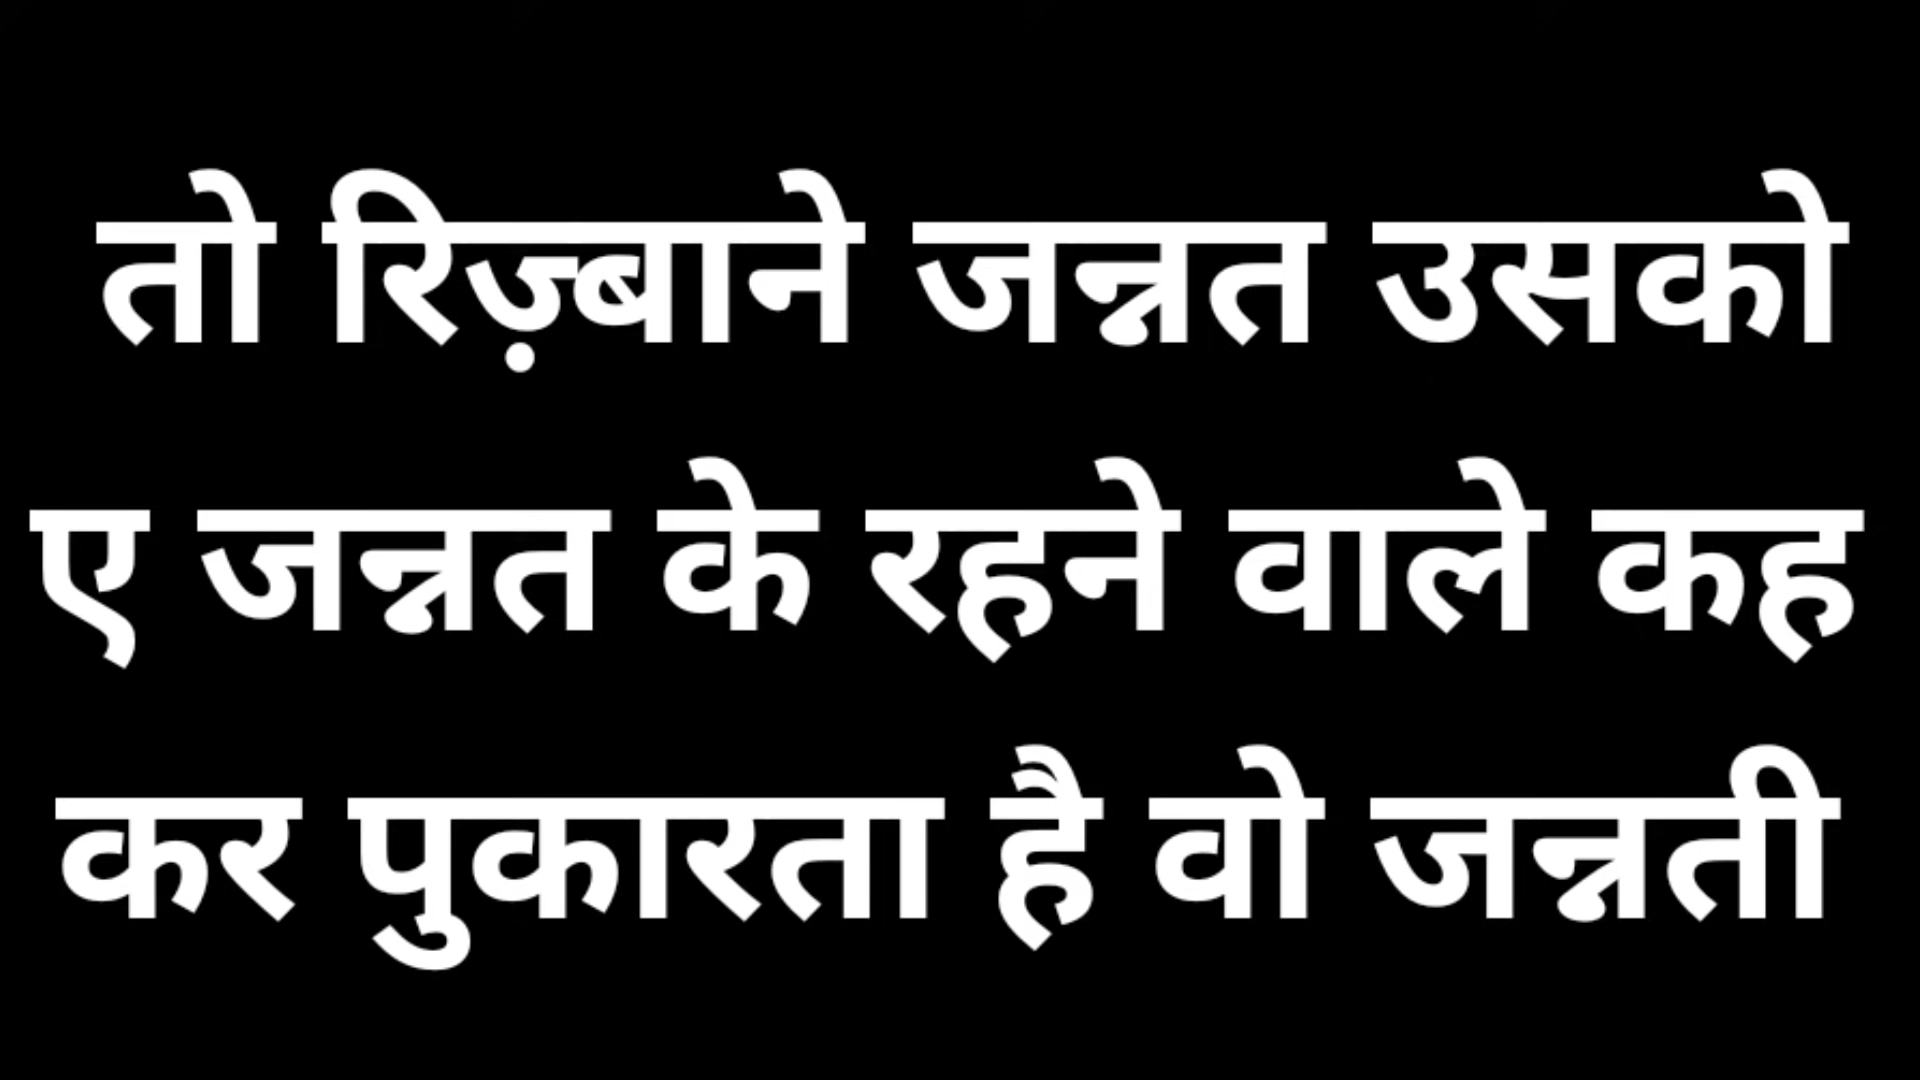 तो रिज़्बाने जन्नत उसको
ए जन्नत के रहने वाले कह
कर पुकारता है वो जन्नती